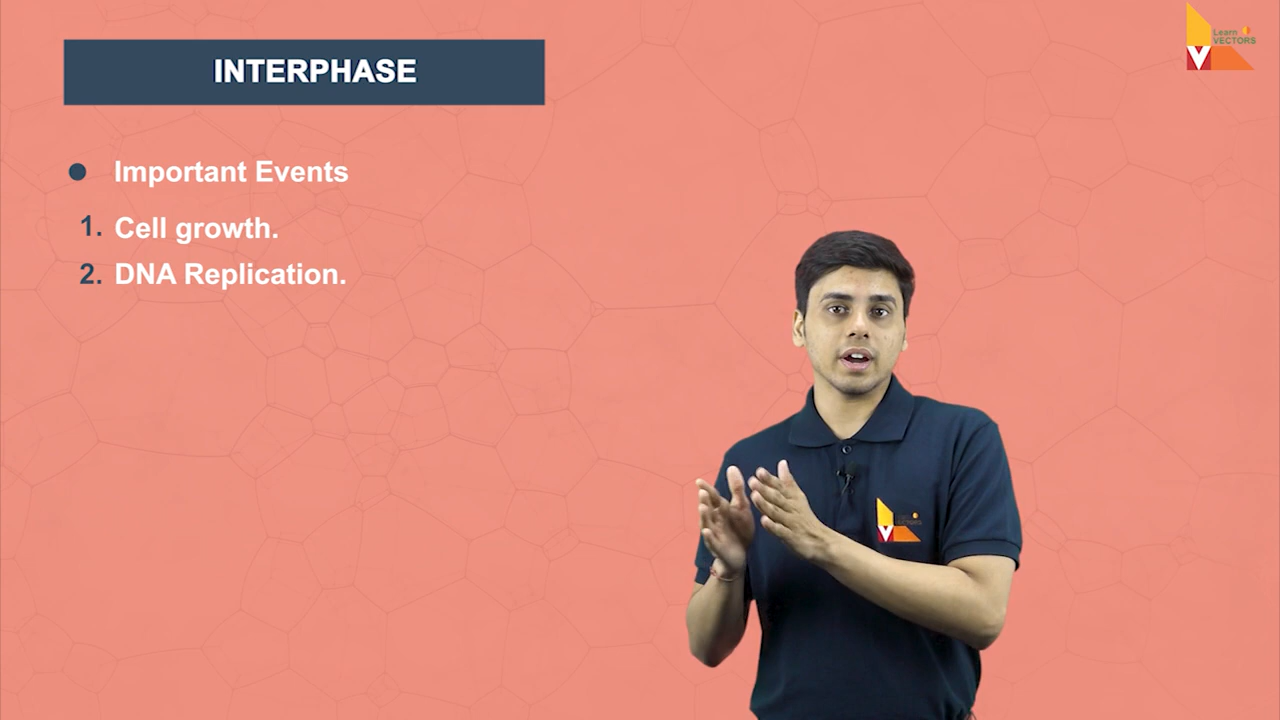 INTERPHASE
Learn
VECTORS
● Important Events
1. Cell growth.
2. DNA Replication.